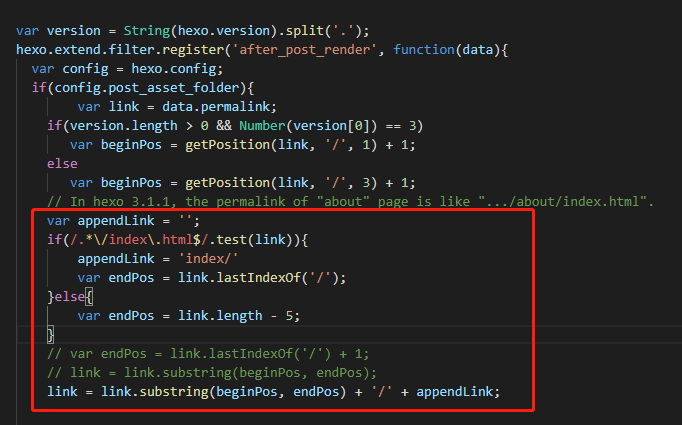 var version = String(hexo.version).split('.');
hexo.extend.filter.register('after_post_render', function(data){
  var config = hexo.config;
  if(config.post_asset_folder){
        var link = data.permalink;
    if(version.length > 0 && Number(version[0]) == 3)
       var beginPos = getPosition(link, '/', 1) + 1;
    else
       var beginPos = getPosition(link, '/', 3) + 1;
    // In hexo 3.1.1, the permalink of "about" page is like ".../about/index.html".
    var appendLink = '';
    if(/.*\/index\.html$/.test(link)){
        appendLink = 'index/'
        var endPos = link.lastIndexOf('/');
    }else{
        var endPos = link.length - 5;
    }
    // var endPos = link.lastIndexOf('/') + 1;
    // link = link.substring(beginPos, endPos);
    link = link.substring(beginPos, endPos) + '/' + appendLink;